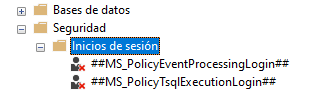 Bases de datos
Seguridad
Inicios de sesión
##MS_PolicyEventProcessingLogin##
##MS_PolicyTsqlExecutionLogin##